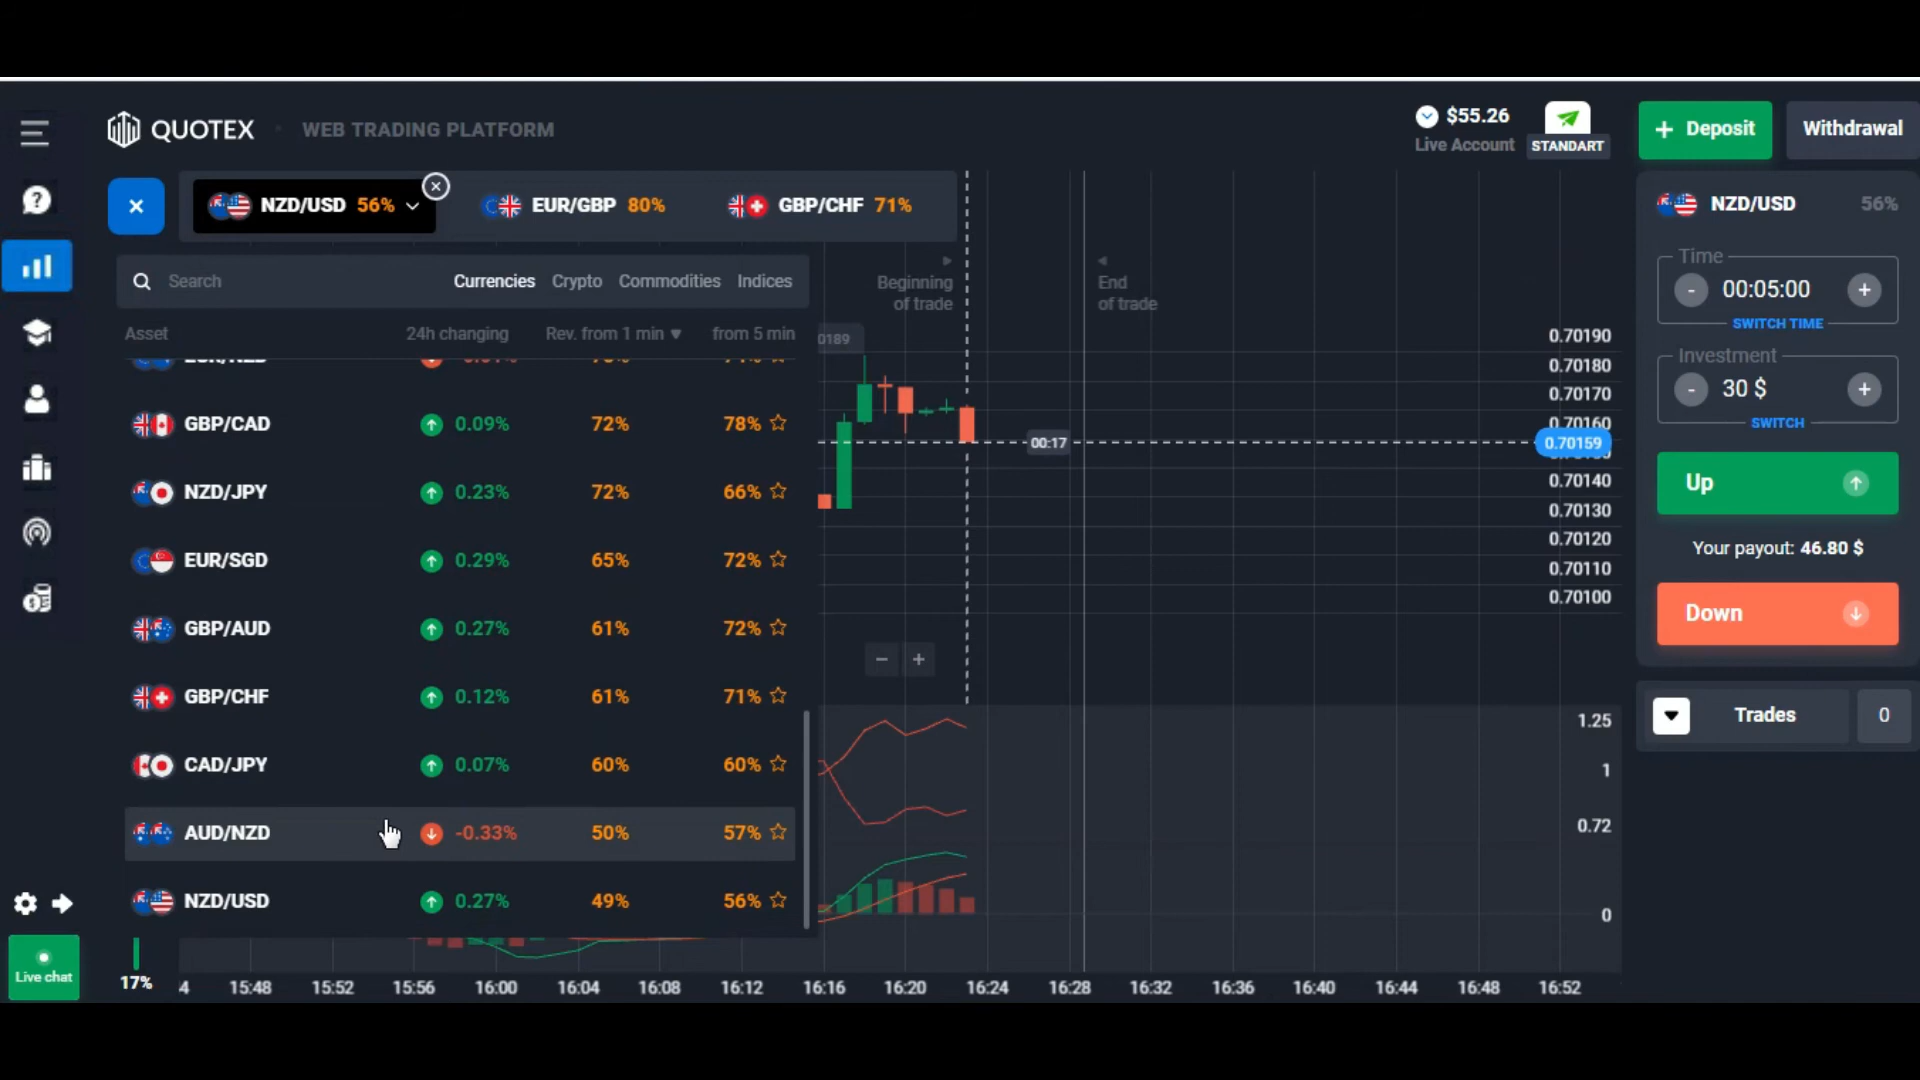 QUOTEX WEB TRADING PLATFORM
$55.26
Live Account
STANDART
+ Deposit
Withdrawal
NZD/USD 56%
EUR/GBP 80%
GBP/CHF 71%
Search
Currencies Crypto Commodities Indices
Asset 24h changing Rev. from 1 min ▼ from 5 min
GBP/CAD 0.09% 72% 78%
NZD/JPY 0.23% 72% 66%
EUR/SGD 0.29% 65% 72%
GBP/AUD 0.27% 61% 72%
GBP/CHF 0.12% 61% 71%
CAD/JPY 0.07% 60% 60%
AUD/NZD -0.33% 50% 57%
NZD/USD 0.27% 49% 56%
Beginning
of trade
End
of trade
0189
00:17
0.70190
0.70180
0.70170
0.70160
0.70159
0.70140
0.70130
0.70120
0.70110
0.70100
1.25
1
0.72
0
NZD/USD 56%
Time
- 00:05:00 +
SWITCH TIME
Investment
- 30 $ +
SWITCH
Up
Your payout: 46.80 $
Down
Trades 0
Live chat
17%
4 15:48 15:52 15:56 16:00 16:04 16:08 16:12 16:16 16:20 16:24 16:28 16:32 16:36 16:40 16:44 16:48 16:52